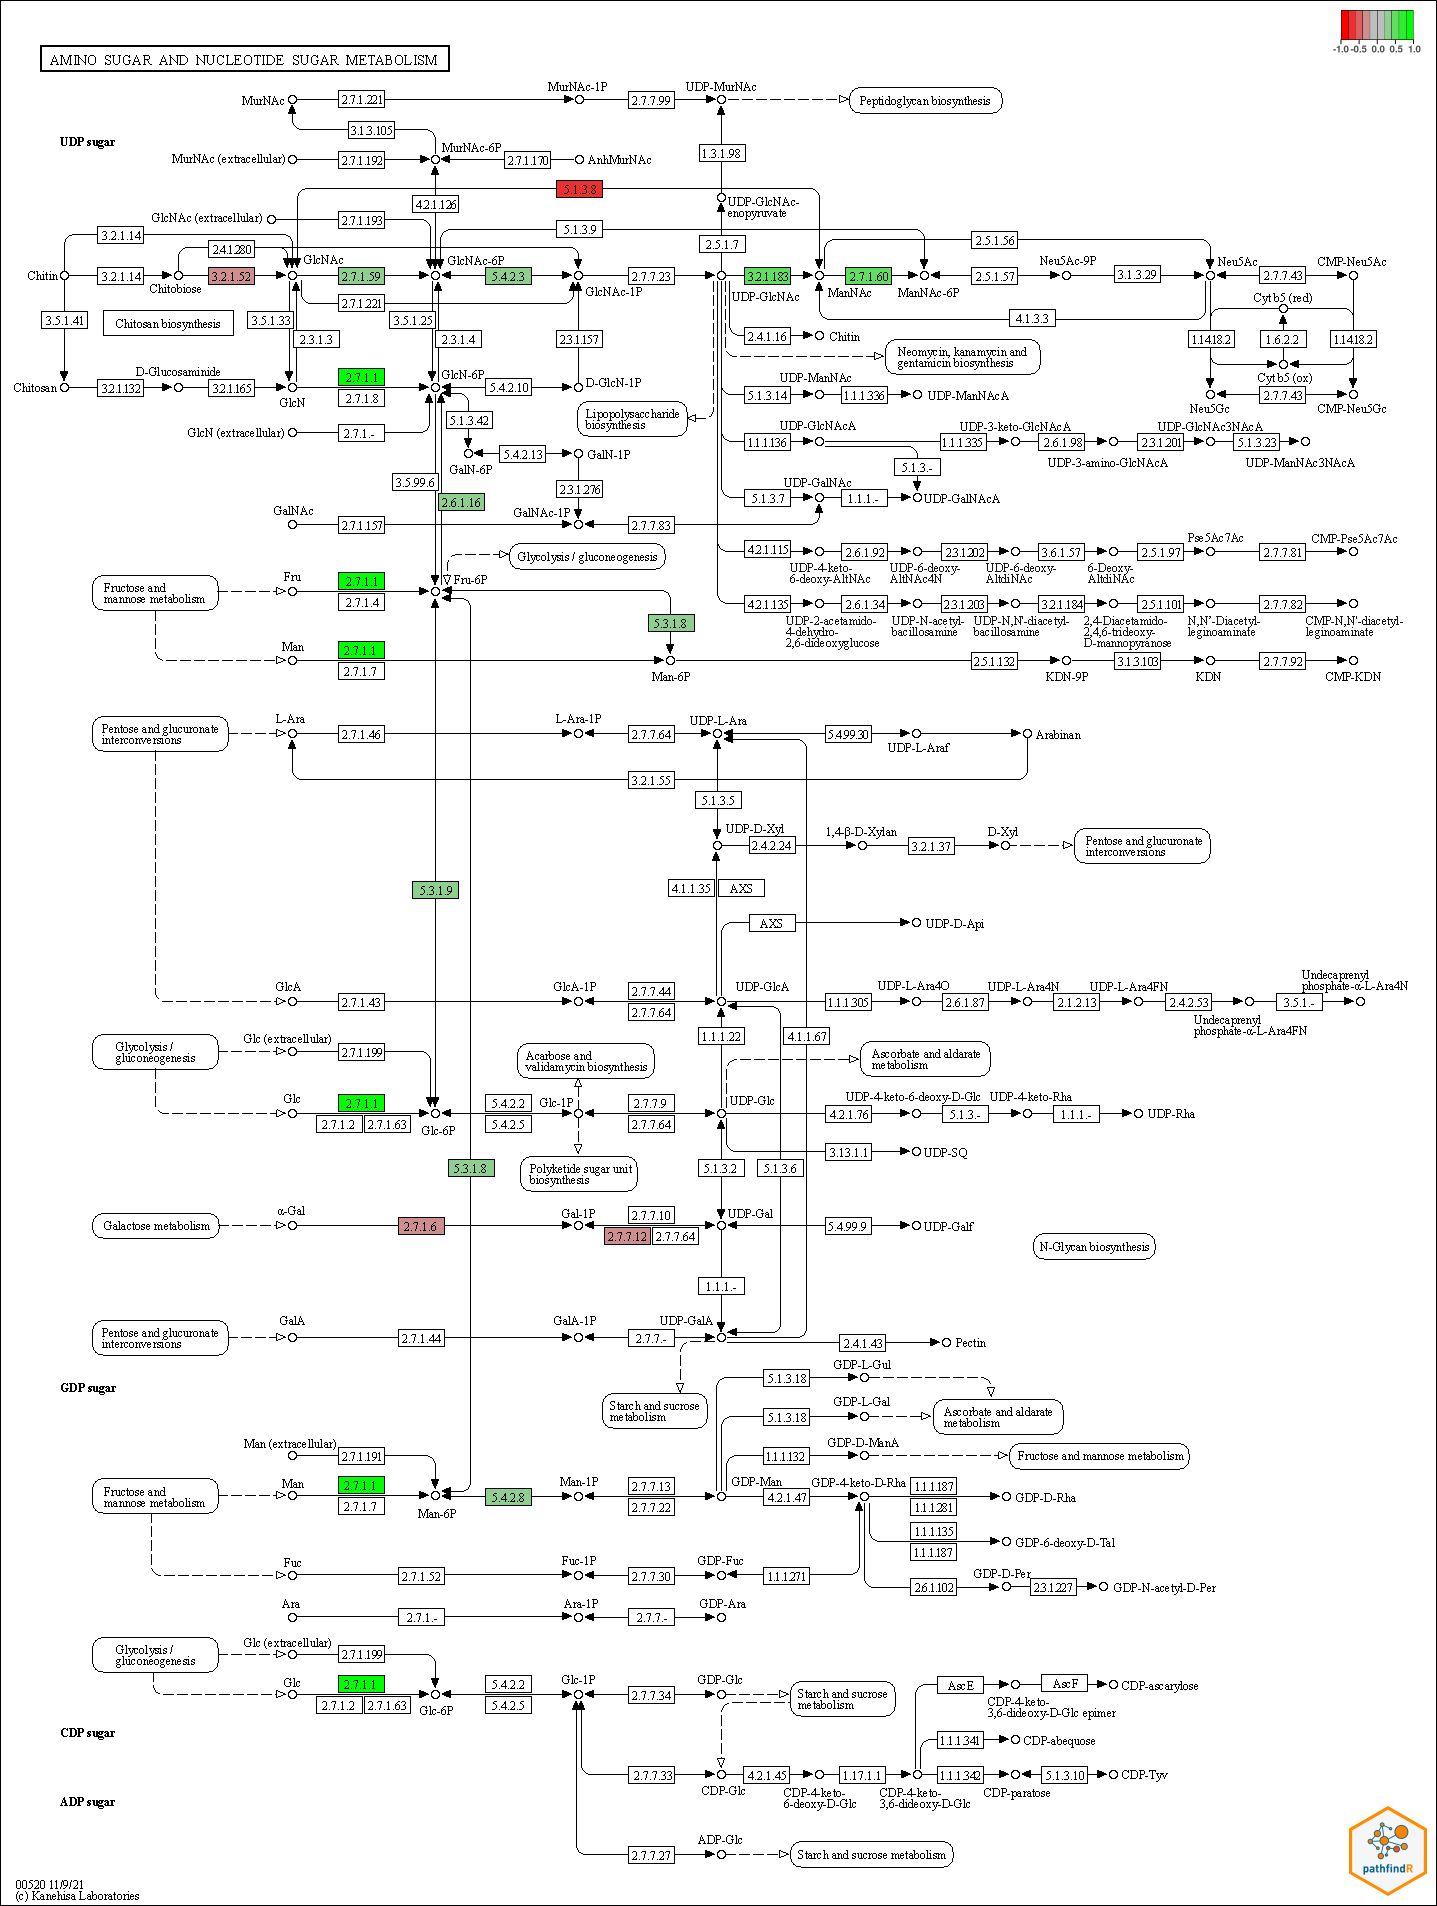 -1.0 -0.5 0.0 0.5 1.0
AMINO SUGAR AND NUCLEOTIDE SUGAR METABOLISM
MurNAc 2.7.1.221 MurNAc-1P 2.7.7.99 UDP-MurNAc Peptidoglycan biosynthesis
3.1.3.105
UDP sugar
MurNAc-6P
MurNAc (extracellular) 2.7.1.192 2.7.1.170 AnhMurNAc 1.3.1.98
5.1.3.8
4.2.1.126 UDP-GlcNAc-
enopyruvate
GlcNAc (extracellular) 2.7.1.193
3.2.1.14 5.1.3.9 2.5.1.56
2.4.1.280 2.5.1.7
GlcNAc GlcNAc-6P Neu5Ac-9P Neu5Ac CMP-Neu5Ac
Chitin 3.2.1.14 3.2.1.52 2.7.1.59 5.4.2.3 2.7.7.23 3.2.1.183 2.7.1.60 2.5.1.57 3.1.3.29 2.7.7.43
Chitobiose GlcNAc-1P UDP-GlcNAc ManNAc ManNAc-6P
2.7.1.221 Cyt b5 (red)
3.5.1.41 Chitosan biosynthesis 3.5.1.33 3.5.1.25 4.1.3.3
2.3.1.3 2.3.1.4 2.3.1.157 2.4.1.16 Chitin 1.14.18.2 1.6.2.2 1.14.18.2
Neomycin, kanamycin and
gentamicin biosynthesis
D-Glucosaminide 2.7.1.1 GlcN-6P UDP-ManNAc Cyt b5 (ox)
Chitosan 3.2.1.132 3.2.1.165 5.4.2.10 D-GlcN-1P
GlcN 2.7.1.8 5.1.3.14 1.1.1.336 UDP-ManNAcA 2.7.7.43
Neu5Gc CMP-Neu5Gc
Lipopolysaccharide
biosynthesis
5.1.3.42
GlcN (extracellular) 2.7.1.- UDP-GlcNAcA UDP-3-keto-GlcNAcA UDP-GlcNAc3NAcA
1.1.1.136 1.1.1.335 2.6.1.98 2.3.1.201 5.1.3.23
5.4.2.13 GalN-1P
GalN-6P 5.1.3.- UDP-3-amino-GlcNAcA UDP-ManNAc3NAcA
3.5.99.6 2.3.1.276 UDP-GalNAc
2.6.1.16 5.1.3.7 1.1.1.- UDP-GalNAcA
GalNAc GalNAc-1P
2.7.1.157 2.7.7.83
Pse5Ac7Ac CMP-Pse5Ac7Ac
Glycolysis / gluconeogenesis 4.2.1.115 2.6.1.92 2.3.1.202 3.6.1.57 2.5.1.97 2.7.7.81
UDP-4-keto- UDP-6-deoxy- UDP-6-deoxy- 6-Deoxy-
6-deoxy-AltNAc AltNAc4N AltdiNAc AltdiNAc
Fructose and
mannose metabolism
Fru 2.7.1.1 Fru-6P
2.7.1.4 4.2.1.135 2.6.1.34 2.3.1.203 3.2.1.184 2.5.1.101 2.7.7.82
5.3.1.8
UDP-2-acetamido- UDP-N-acetyl- UDP-N,N'-diacetyl- 2,4-Diacetamido- N,N'-Diacetyl- CMP-N,N'-diacetyl-
4-dehydro- bacillosamine bacillosamine 2,4,6-trideoxy- leginoaminate leginoaminate
2,6-dideoxyglucose D-mannopyranose
Man 2.7.1.1
2.7.1.7 2.5.1.132 3.1.3.103 2.7.7.92
Man-6P KDN-9P KDN CMP-KDN
Pentose and glucuronate
interconversions
L-Ara L-Ara-1P UDP-L-Ara
2.7.1.46 2.7.7.64 5.4.99.30 Arabinan
UDP-L-Araf
3.2.1.55
5.1.3.5
UDP-D-Xyl 1,4-β-D-Xylan D-Xyl
2.4.2.24 3.2.1.37 Pentose and glucuronate
interconversions
5.3.1.9 4.1.1.35 AXS
AXS UDP-D-Api
GlcA GlcA-1P 2.7.7.44 UDP-GlcA UDP-L-Ara4O UDP-L-Ara4N UDP-L-Ara4FN Undecaprenyl
phosphate-α-L-Ara4N
2.7.1.43 2.7.7.64 1.1.1.305 2.6.1.87 2.1.2.13 2.4.2.53 3.5.1.-
Undecaprenyl
phosphate-α-L-Ara4FN
1.1.1.22 4.1.1.67
Glycolysis /
gluconeogenesis
Glc (extracellular) 2.7.1.199
Acarbose and
validamycin biosynthesis
Ascorbate and aldarate
metabolism
Glc 2.7.1.1 5.4.2.2 Glc-1P 2.7.7.9 UDP-Glc UDP-4-keto-6-deoxy-D-Glc UDP-4-keto-Rha
2.7.1.2 2.7.1.63 Glc-6P 5.4.2.5 2.7.7.64 4.2.1.76 5.1.3.- 1.1.1.- UDP-Rha
3.13.1.1 UDP-SQ
5.3.1.8 Polyketide sugar unit
biosynthesis
5.1.3.2 5.1.3.6
α-Gal Gal-1P 2.7.7.10 UDP-Gal
Galactose metabolism 2.7.1.6 5.4.99.9 UDP-Galf
2.7.7.12 2.7.7.64
N-Glycan biosynthesis
1.1.1.-
Pentose and glucuronate
interconversions
GalA GalA-1P UDP-GalA
2.7.1.44 2.7.7.- 2.4.1.43 Pectin
GDP-L-Gul
5.1.3.18
GDP sugar
Starch and sucrose
metabolism
GDP-L-Gal
5.1.3.18 Ascorbate and aldarate
metabolism
Man (extracellular) 2.7.1.191 GDP-D-ManA
1.1.1.132 Fructose and mannose metabolism
Fructose and
mannose metabolism
Man 2.7.1.1 Man-1P 2.7.7.13 GDP-Man GDP-4-keto-D-Rha 1.1.1.187
5.4.2.8 4.2.1.47 GDP-D-Rha
2.7.1.7 Man-6P 2.7.7.22 1.1.1.281
1.1.1.135
GDP-6-deoxy-D-Tal
1.1.1.187
Fuc Fuc-1P GDP-Fuc GDP-D-Per
2.7.1.52 2.7.7.30 1.1.1.271 2.6.1.102 2.3.1.227 GDP-N-acetyl-D-Per
Ara Ara-1P GDP-Ara
2.7.1.- 2.7.7.-
Glycolysis /
gluconeogenesis
Glc (extracellular) 2.7.1.199
Glc 2.7.1.1 5.4.2.2 Glc-1P GDP-Glc AscE AscF CDP-ascarylose
2.7.1.2 2.7.1.63 Glc-6P 5.4.2.5 2.7.7.34 Starch and sucrose
metabolism
CDP-4-keto-
3,6-dideoxy-D-Glc epimer
CDP sugar
1.1.1.341 CDP-abequose
2.7.7.33 4.2.1.45 1.17.1.1 1.1.1.342 5.1.3.10 CDP-Tyv
CDP-Glc CDP-4-keto- CDP-4-keto- CDP-paratose
6-deoxy-D-Glc 3,6-dideoxy-D-Glc
ADP sugar
ADP-Glc
2.7.7.27 Starch and sucrose metabolism
pathfindR
00520 11/9/21
(c) Kanehisa Laboratories